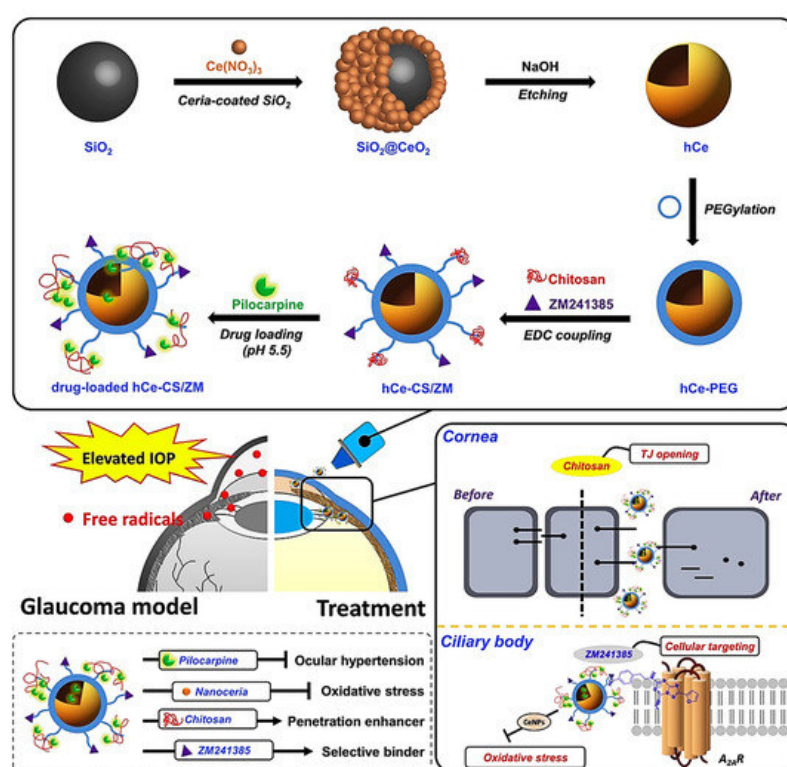 Ce(NO₃)₃
Ceria-coated SiO₂
NaOH
Etching
SiO₂
SiO₂@CeO₂
hCe
PEGylation
Pilocarpine
Drug loading
(pH 5.5)
Chitosan
ZM241385
EDC coupling
drug-loaded hCe-CS/ZM
hCe-CS/ZM
hCe-PEG
Elevated IOP
Free radicals
Glaucoma model
Treatment
Pilocarpine
Ocular hypertension
Nanoceria
Oxidative stress
Chitosan
Penetration enhancer
ZM241385
Selective binder
Cornea
Chitosan
TJ opening
Before
After
Ciliary body
ZM241385
Cellular targeting
CeNPs
Oxidative stress
A₂ₐR